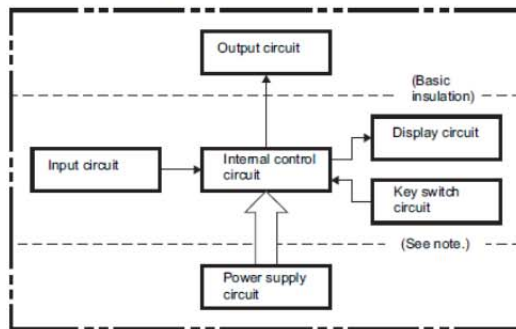 Output circuit
(Basic
insulation)
Display circuit
Input circuit
Internal control
circuit
Key switch
circuit
(See note.)
Power supply
circuit